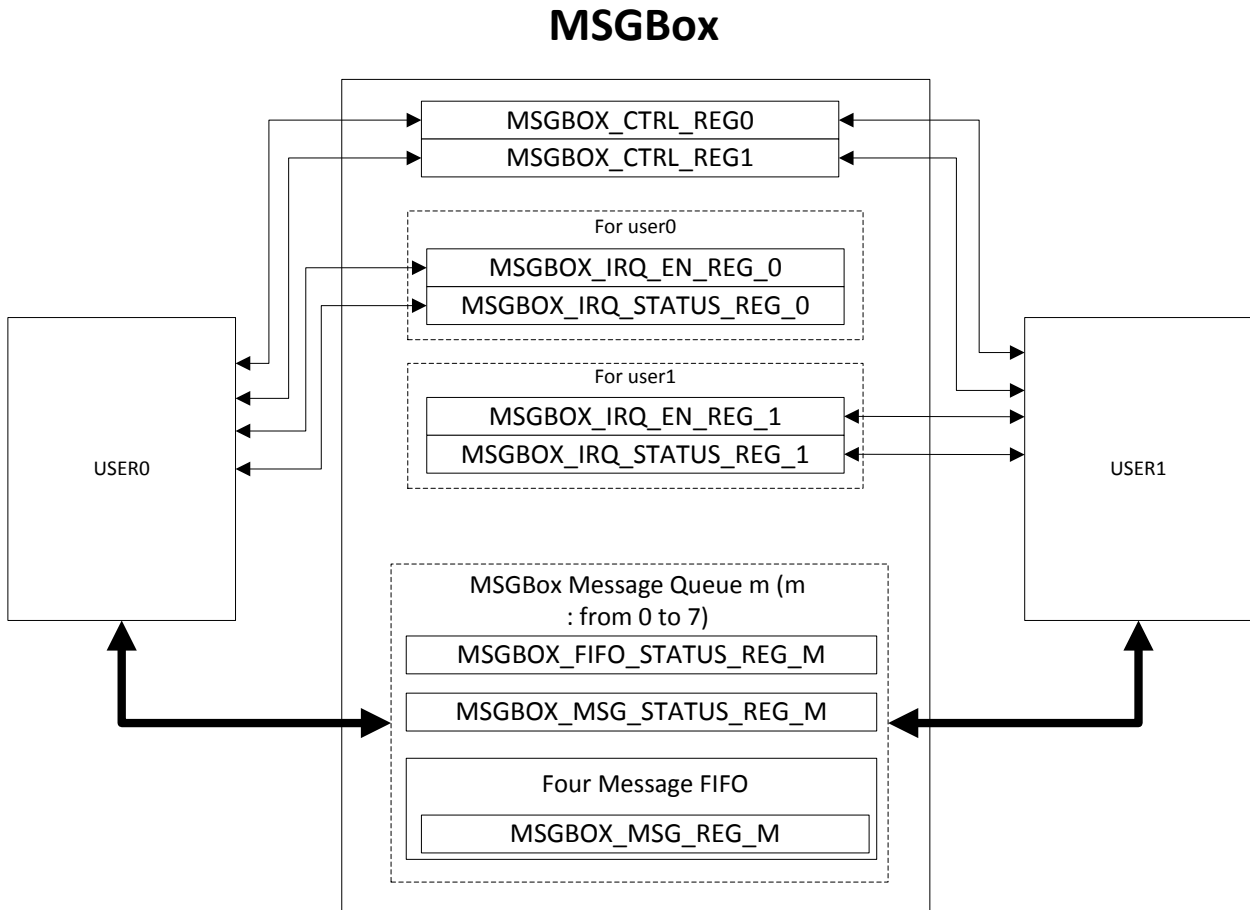 MSGBox
MSGBOX_CTRL_REG0
MSGBOX_CTRL_REG1
For user0
MSGBOX_IRQ_EN_REG_0
MSGBOX_IRQ_STATUS_REG_0
For user1
MSGBOX_IRQ_EN_REG_1
MSGBOX_IRQ_STATUS_REG_1
USER0
USER1
MSGBox Message Queue m (m
: from 0 to 7)
MSGBOX_FIFO_STATUS_REG_M
MSGBOX_MSG_STATUS_REG_M
Four Message FIFO
MSGBOX_MSG_REG_M